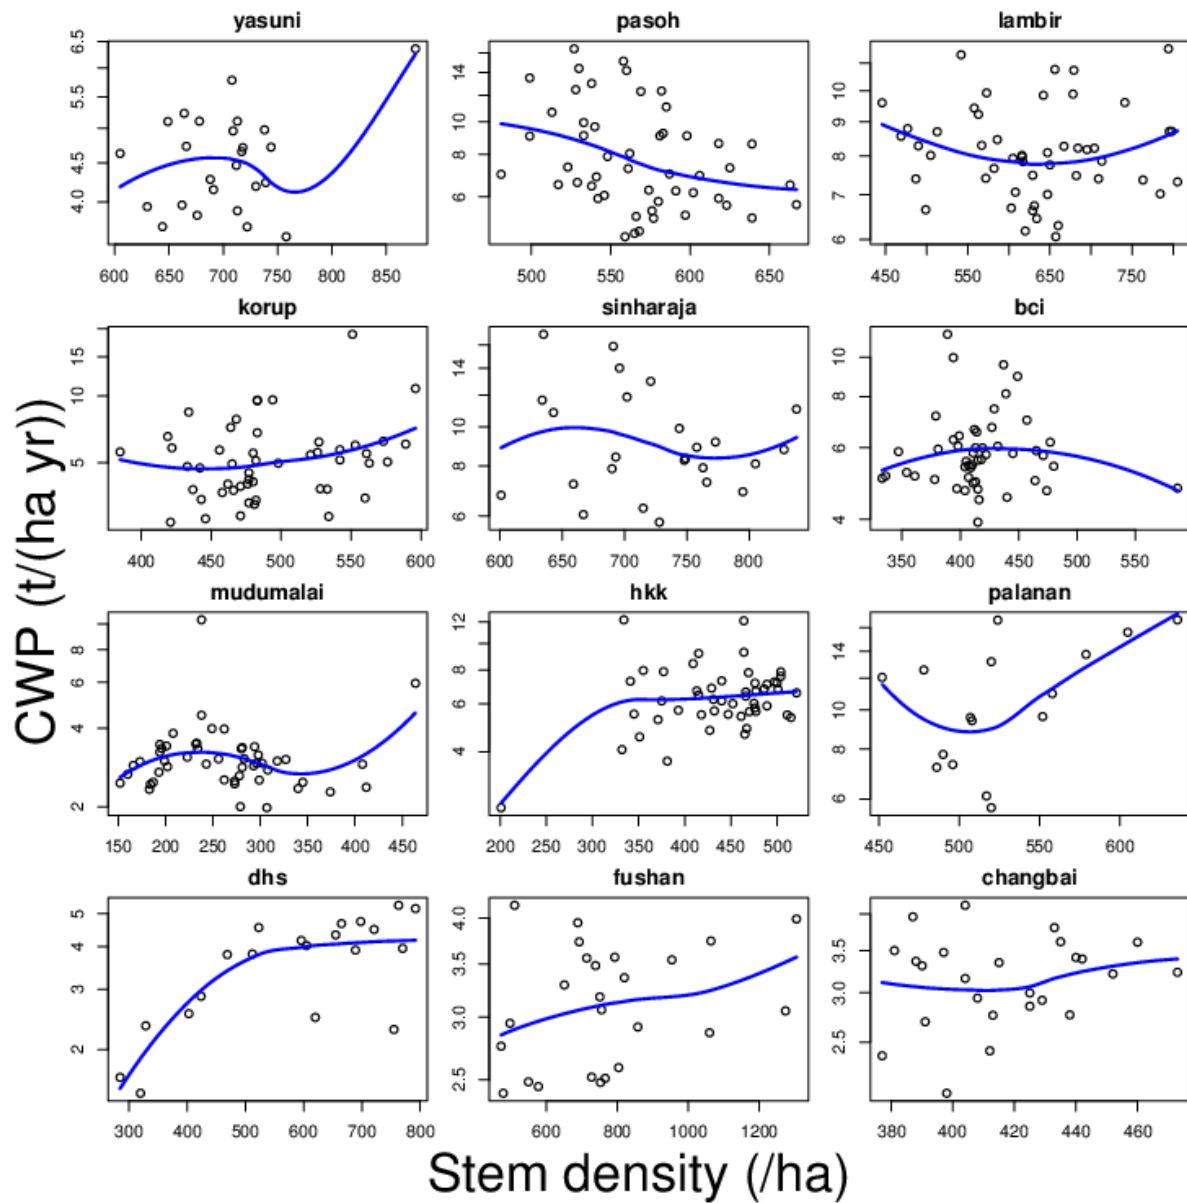 yasuni pasoh lambir
6.5 5.5 4.5 4.0
14 10 8 6
10 9 8 7 6
600 650 700 750 800 850
500 550 600 650
450 550 650 750
korup sinharaja bci
15 10 5
14 10 8 6
10 8 6 4
400 450 500 550 600
600 700 800
350 400 450 500 550
CWP (t/(ha yr))
mudumalai hkk palanan
8 6 4 2
12 8 6 4
14 10 8 6
150 200 250 300 350 400 450
200 250 300 350 400 450 500
450 500 550 600
dhs fushan changbai
5 4 3 2
4.0 3.5 3.0 2.5
3.5 3.0 2.5
300 400 500 600 700 800
600 800 1000 1200
380 400 420 440 460
Stem density (/ha)